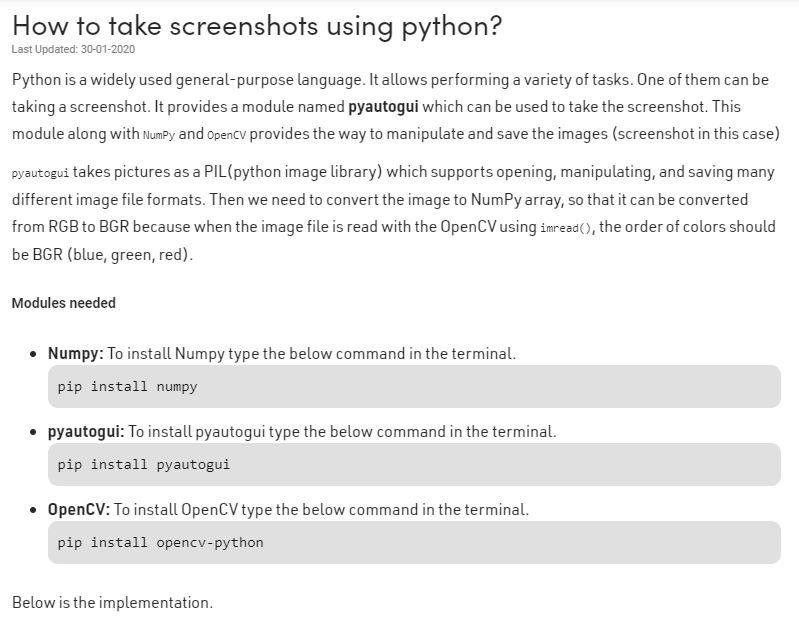 How to take screenshots using python?
Last Updated: 30-01-2020
Python is a widely used general-purpose language. It allows performing a variety of tasks. One of them can be
taking a screenshot. It provides a module named pyautogui which can be used to take the screenshot. This
module along with NumPy and OpenCV provides the way to manipulate and save the images (screenshot in this case)
pyautogui takes pictures as a PIL(python image library) which supports opening, manipulating, and saving many
different image file formats. Then we need to convert the image to NumPy array, so that it can be converted
from RGB to BGR because when the image file is read with the OpenCV using imread(), the order of colors should
be BGR (blue, green, red).
Modules needed
• Numpy: To install Numpy type the below command in the terminal.
pip install numpy
• pyautogui: To install pyautogui type the below command in the terminal.
pip install pyautogui
• OpenCV: To install OpenCV type the below command in the terminal.
pip install opencv-python
Below is the implementation.